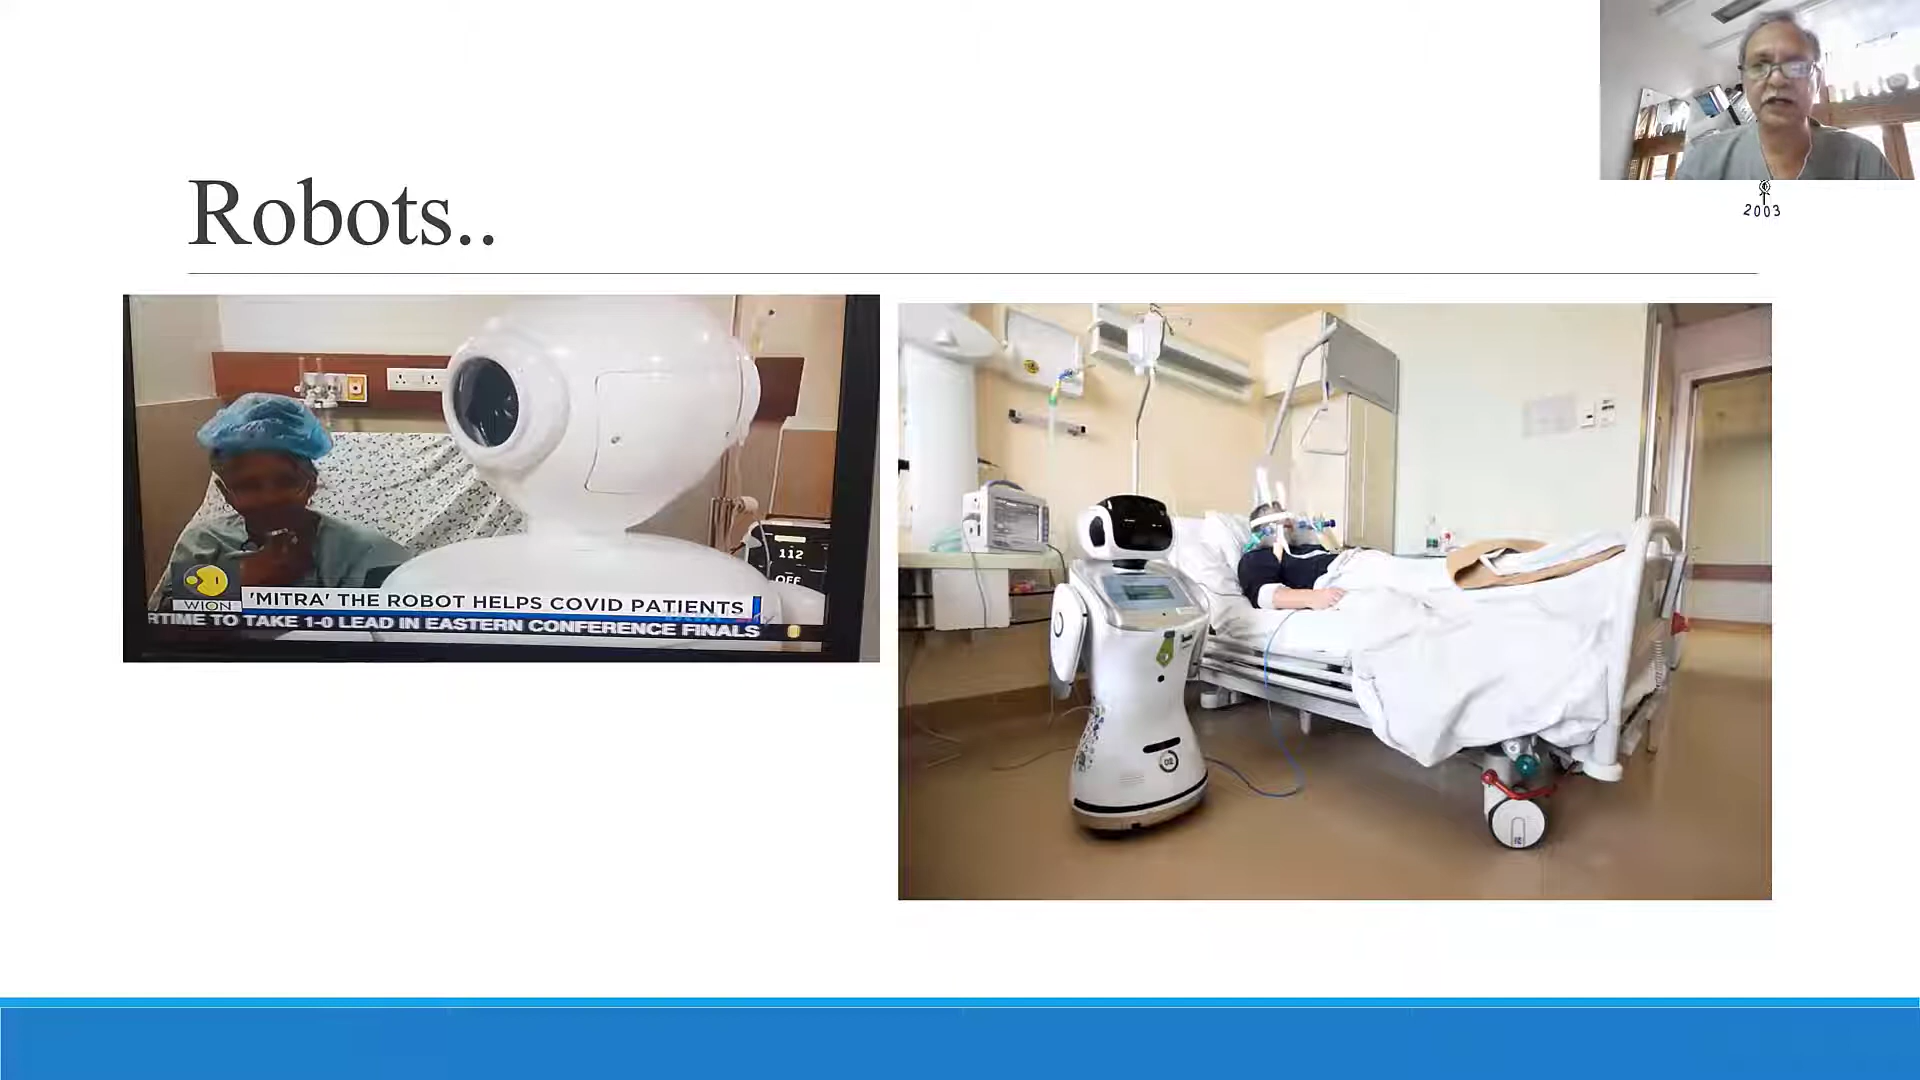 2003
Robots..
112
OFF
WION
'MITRA' THE ROBOT HELPS COVID PATIENTS
RTIME TO TAKE 1-0 LEAD IN EASTERN CONFERENCE FINALS
02